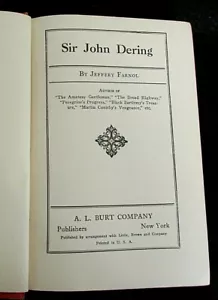 Sir John Dering
By Jeffery Farnol
Author of
"The Amateur Gentleman," "The Broad Highway,"
"Peregrine's Progress," "Black Bartlemy's Treas-
ure," "Martin Conisby's Vengeance," etc.
A. L. BURT COMPANY
Publishers New York
Published by arrangement with Little, Brown and Company
Printed in U. S. A.